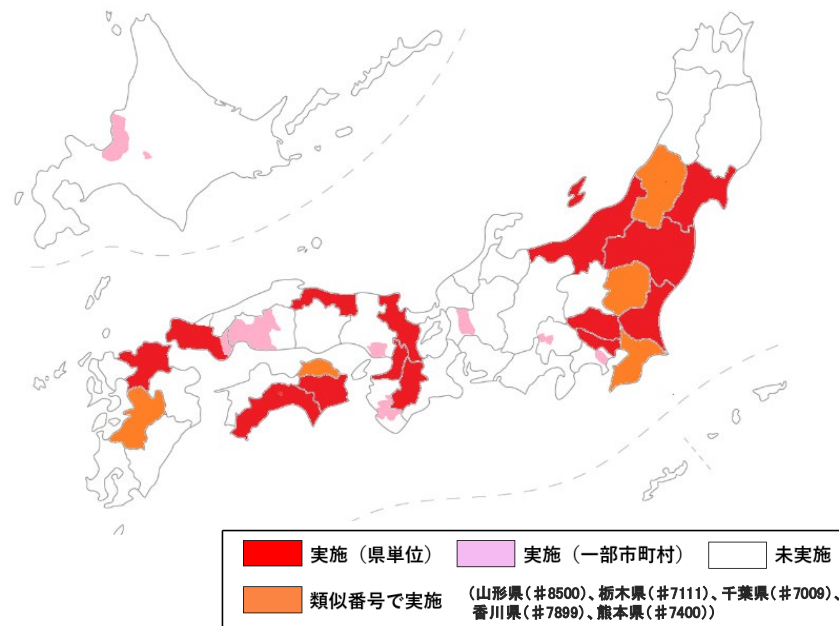 実施（県単位）
実施（一部市町村）
未実施
類似番号で実施
（山形県（＃8500）、栃木県（＃7111）、千葉県（＃7009）、
香川県（＃7899）、熊本県（＃7400））